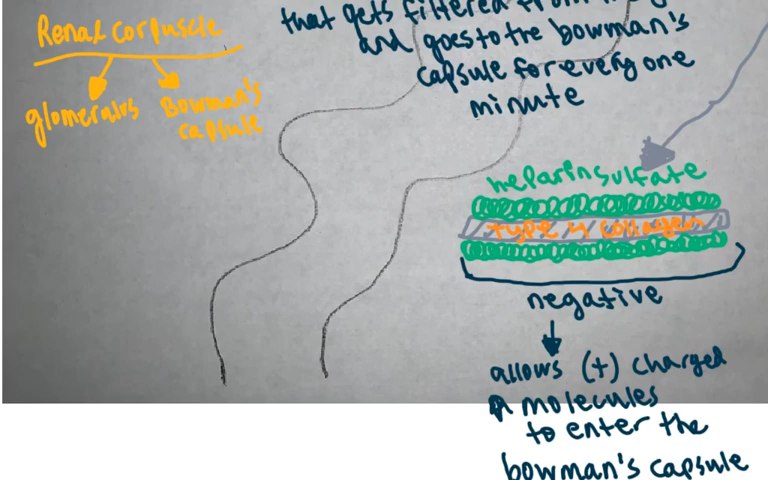 Renal corpuscle
glomerulus
Bowman's
capsule
that gets filtered from
and goes to the bowman's
capsule for every one
minute
heparin sulfate
type 4 collagen
negative
allows (+) charged
molecules
to enter the
bowman's capsule